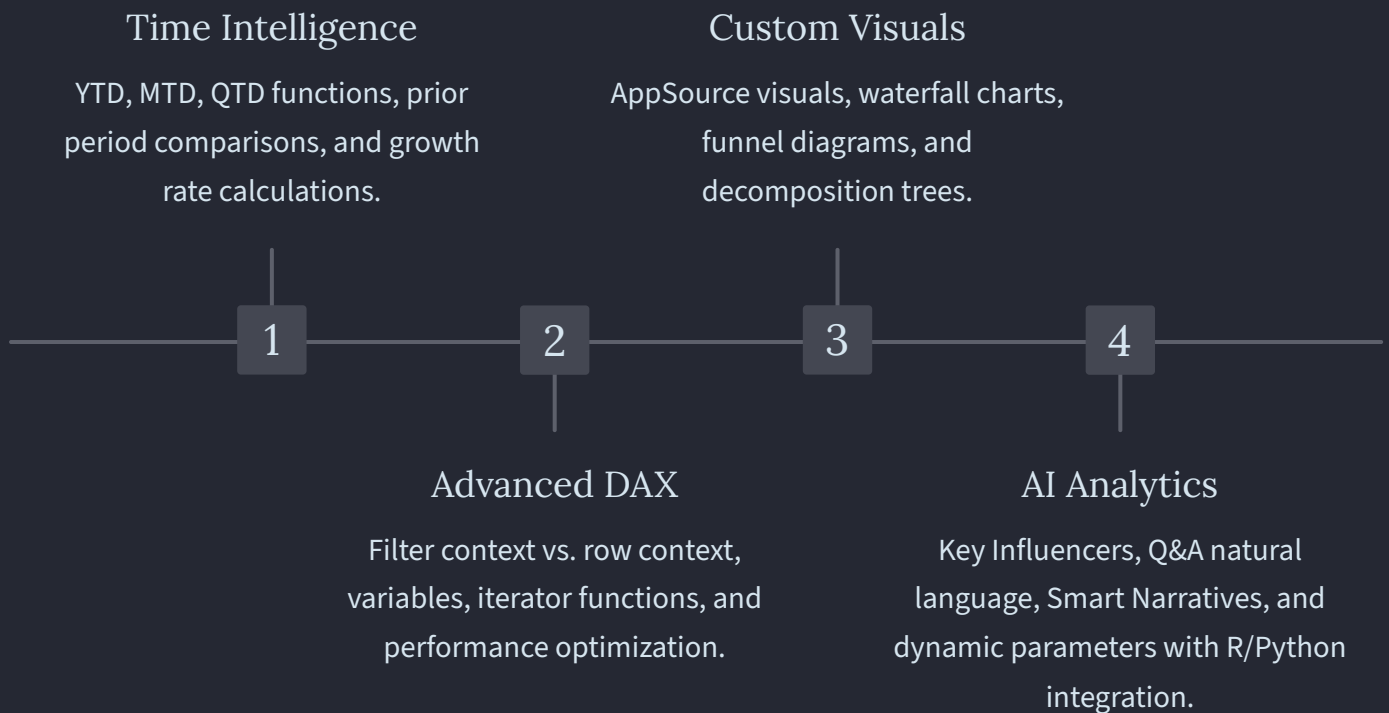 Time Intelligence
YTD, MTD, QTD functions, prior
period comparisons, and growth
rate calculations.
Custom Visuals
AppSource visuals, waterfall charts,
funnel diagrams, and
decomposition trees.
1
2
3
4
Advanced DAX
Filter context vs. row context,
variables, iterator functions, and
performance optimization.
AI Analytics
Key Influencers, Q&A natural
language, Smart Narratives, and
dynamic parameters with R/Python
integration.